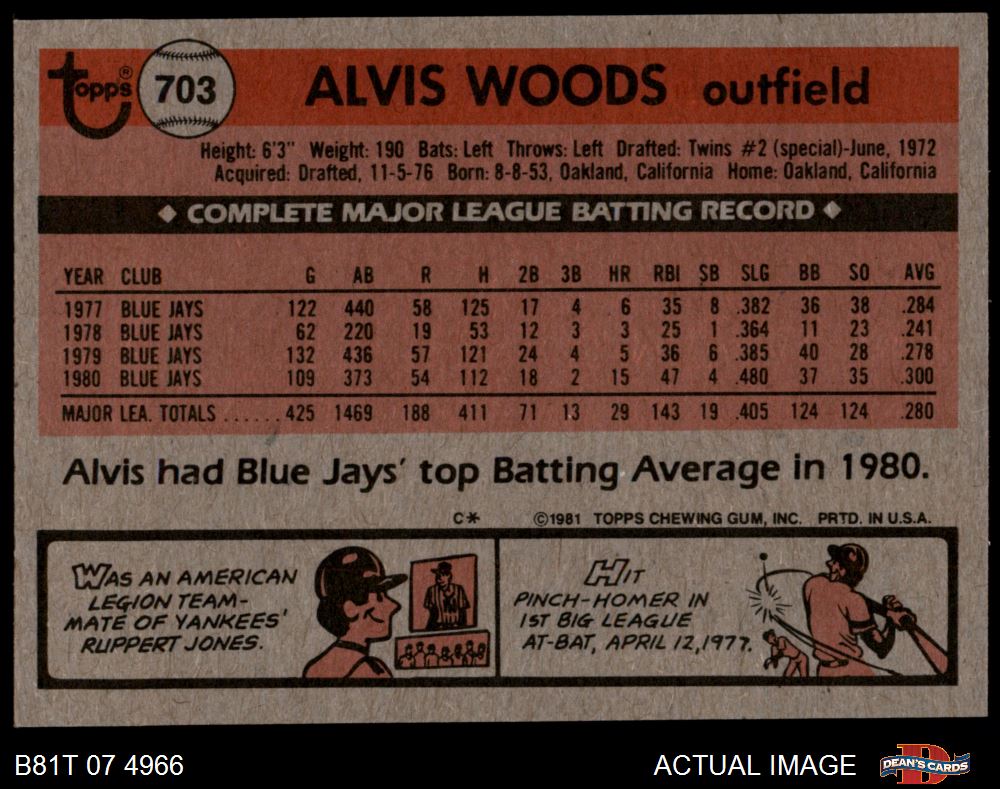 topps® 703 ALVIS WOODS outfield
Height: 6'3" Weight: 190 Bats: Left Throws: Left Drafted: Twins #2 (special)-June, 1972
Acquired: Drafted, 11-5-76 Born: 8-8-53, Oakland, California Home: Oakland, California
◆ COMPLETE MAJOR LEAGUE BATTING RECORD ◆
YEAR CLUB G AB R H 2B 3B HR RBI SB SLG BB SO AVG
1977 BLUE JAYS 122 440 58 125 17 4 6 35 8 .382 36 38 .284
1978 BLUE JAYS 62 220 19 53 12 3 3 25 1 .364 11 23 .241
1979 BLUE JAYS 132 436 57 121 24 4 5 36 6 .385 40 28 .278
1980 BLUE JAYS 109 373 54 112 18 2 15 47 4 .480 37 35 .300
MAJOR LEA. TOTALS ...... 425 1469 188 411 71 13 29 143 19 .405 124 124 .280
Alvis had Blue Jays' top Batting Average in 1980.
C* ©1981 TOPPS CHEWING GUM, INC. PRTD. IN U.S.A.
WAS AN AMERICAN
LEGION TEAM-
MATE OF YANKEES'
RUPPERT JONES.
HIT
PINCH-HOMER IN
1ST BIG LEAGUE
AT-BAT, APRIL 12, 1977.
B81T 07 4966 ACTUAL IMAGE DEAN'S CARDS